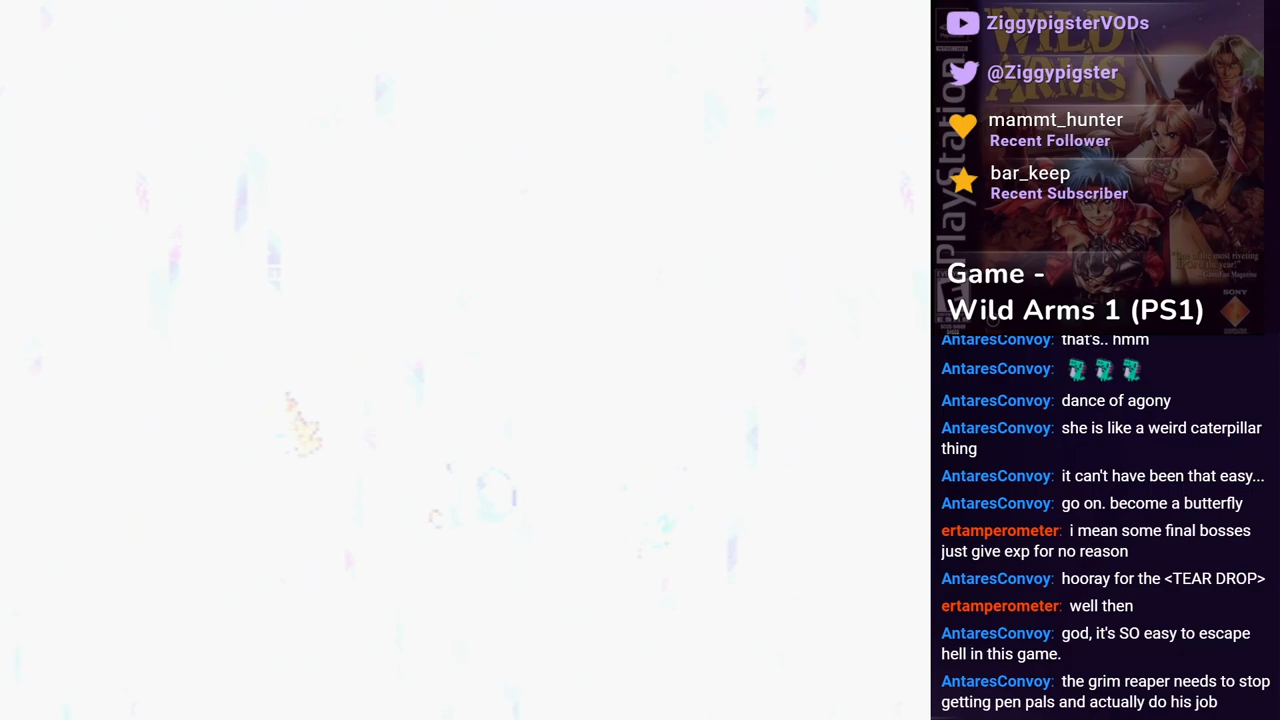 ZiggypigsterVODs
@Ziggypigster
mammt_hunter
Recent Follower
bar_keep
Recent Subscriber
WILD
ARMS
PlayStation
SONY
Game -
Wild Arms 1 (PS1)
AntaresConvoy: that's.. hmm
AntaresConvoy:
AntaresConvoy: dance of agony
AntaresConvoy: she is like a weird caterpillar
thing
AntaresConvoy: it can't have been that easy...
AntaresConvoy: go on. become a butterfly
ertamperometer: i mean some final bosses
just give exp for no reason
AntaresConvoy: hooray for the <TEAR DROP>
ertamperometer: well then
AntaresConvoy: god, it's SO easy to escape
hell in this game.
AntaresConvoy: the grim reaper needs to stop
getting pen pals and actually do his job